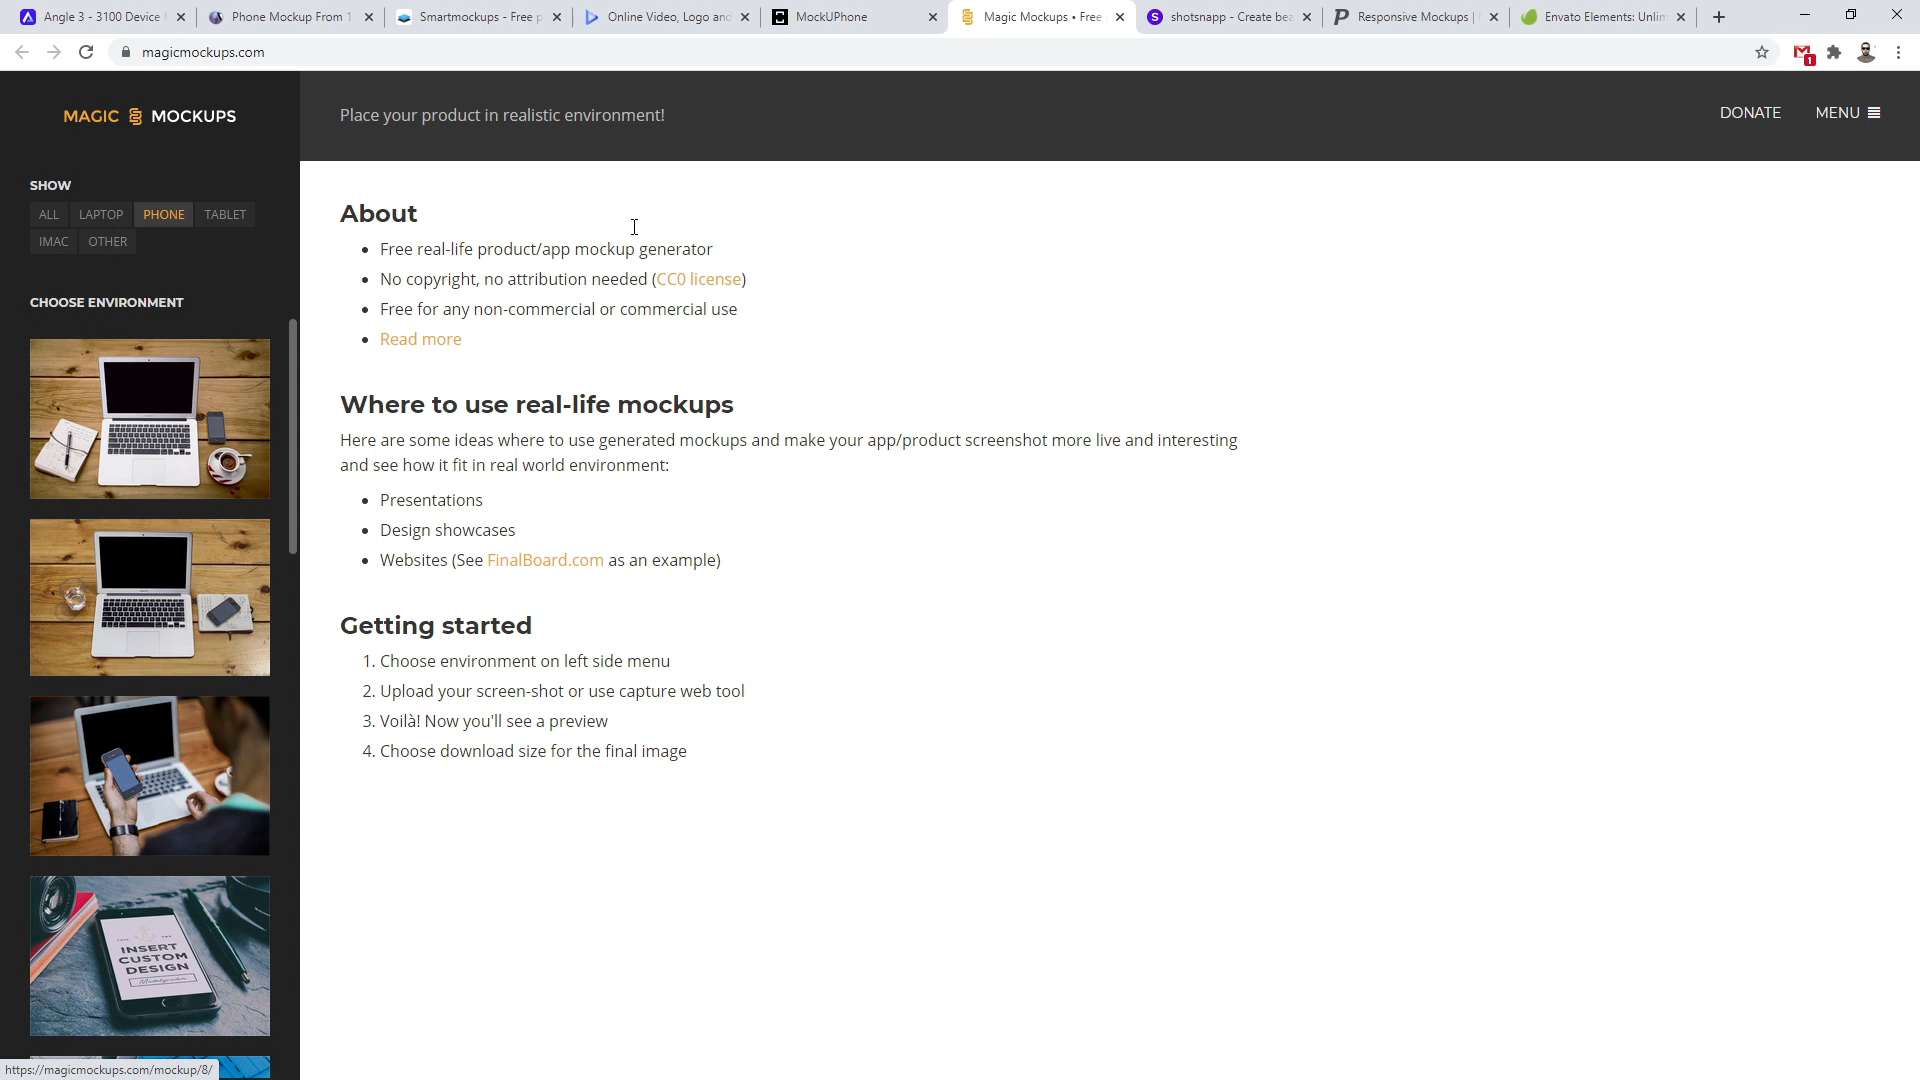 Angle 3 - 3100 Device
Phone Mockup From 1
Smartmockups - Free p
Online Video, Logo and
MockUPhone
Magic Mockups • Free
shotsnapp - Create bea
Responsive Mockups |
Envato Elements: Unlim
magicmockups.com
1
MAGIC MOCKUPS
Place your product in realistic environment!
DONATE
MENU
SHOW
ALL
LAPTOP
PHONE
TABLET
IMAC
OTHER
CHOOSE ENVIRONMENT
INSERT
CUSTOM
DESIGN
About
• Free real-life product/app mockup generator
• No copyright, no attribution needed (CC0 license)
• Free for any non-commercial or commercial use
• Read more
Where to use real-life mockups
Here are some ideas where to use generated mockups and make your app/product screenshot more live and interesting
and see how it fit in real world environment:
• Presentations
• Design showcases
• Websites (See FinalBoard.com as an example)
Getting started
1. Choose environment on left side menu
2. Upload your screen-shot or use capture web tool
3. Voilà! Now you'll see a preview
4. Choose download size for the final image
https://magicmockups.com/mockup/8/